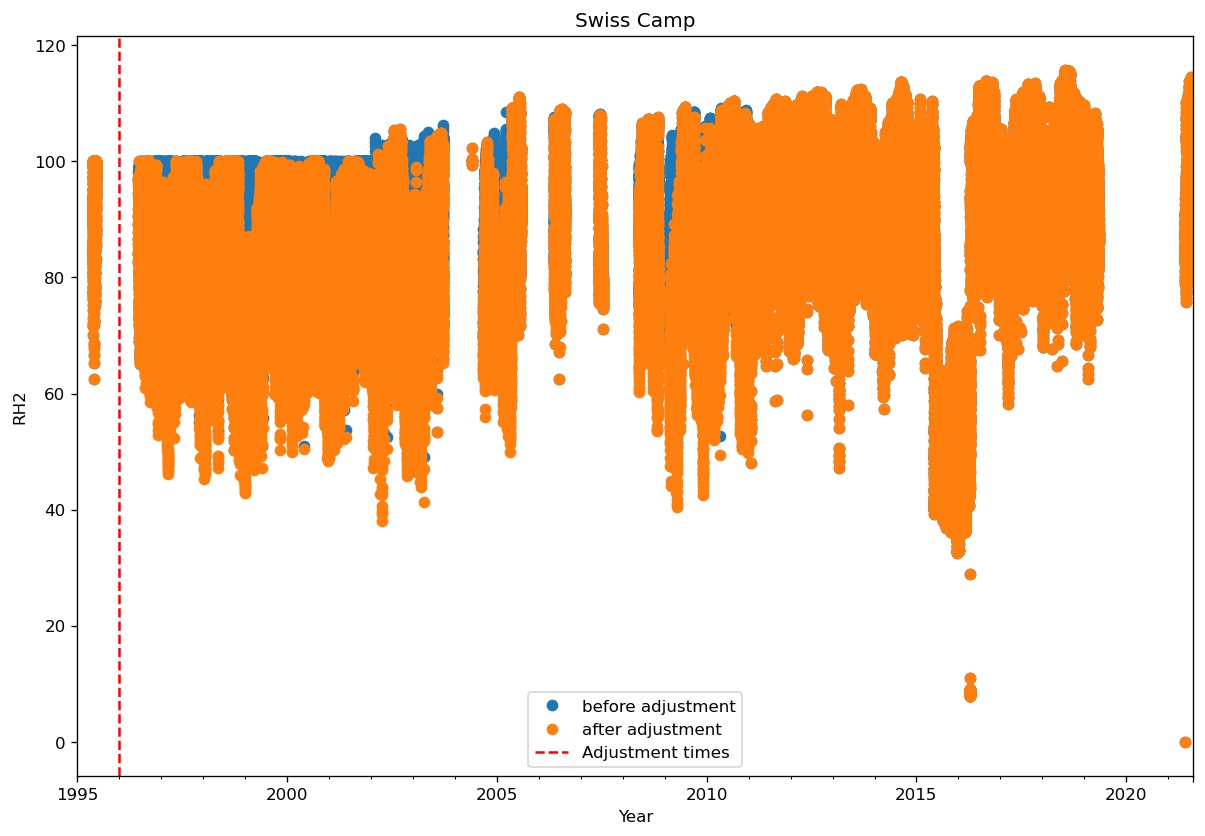 Swiss Camp
120
100
80
60
40
20
0
RH2
before adjustment
after adjustment
Adjustment times
1995 2000 2005 2010 2015 2020
Year